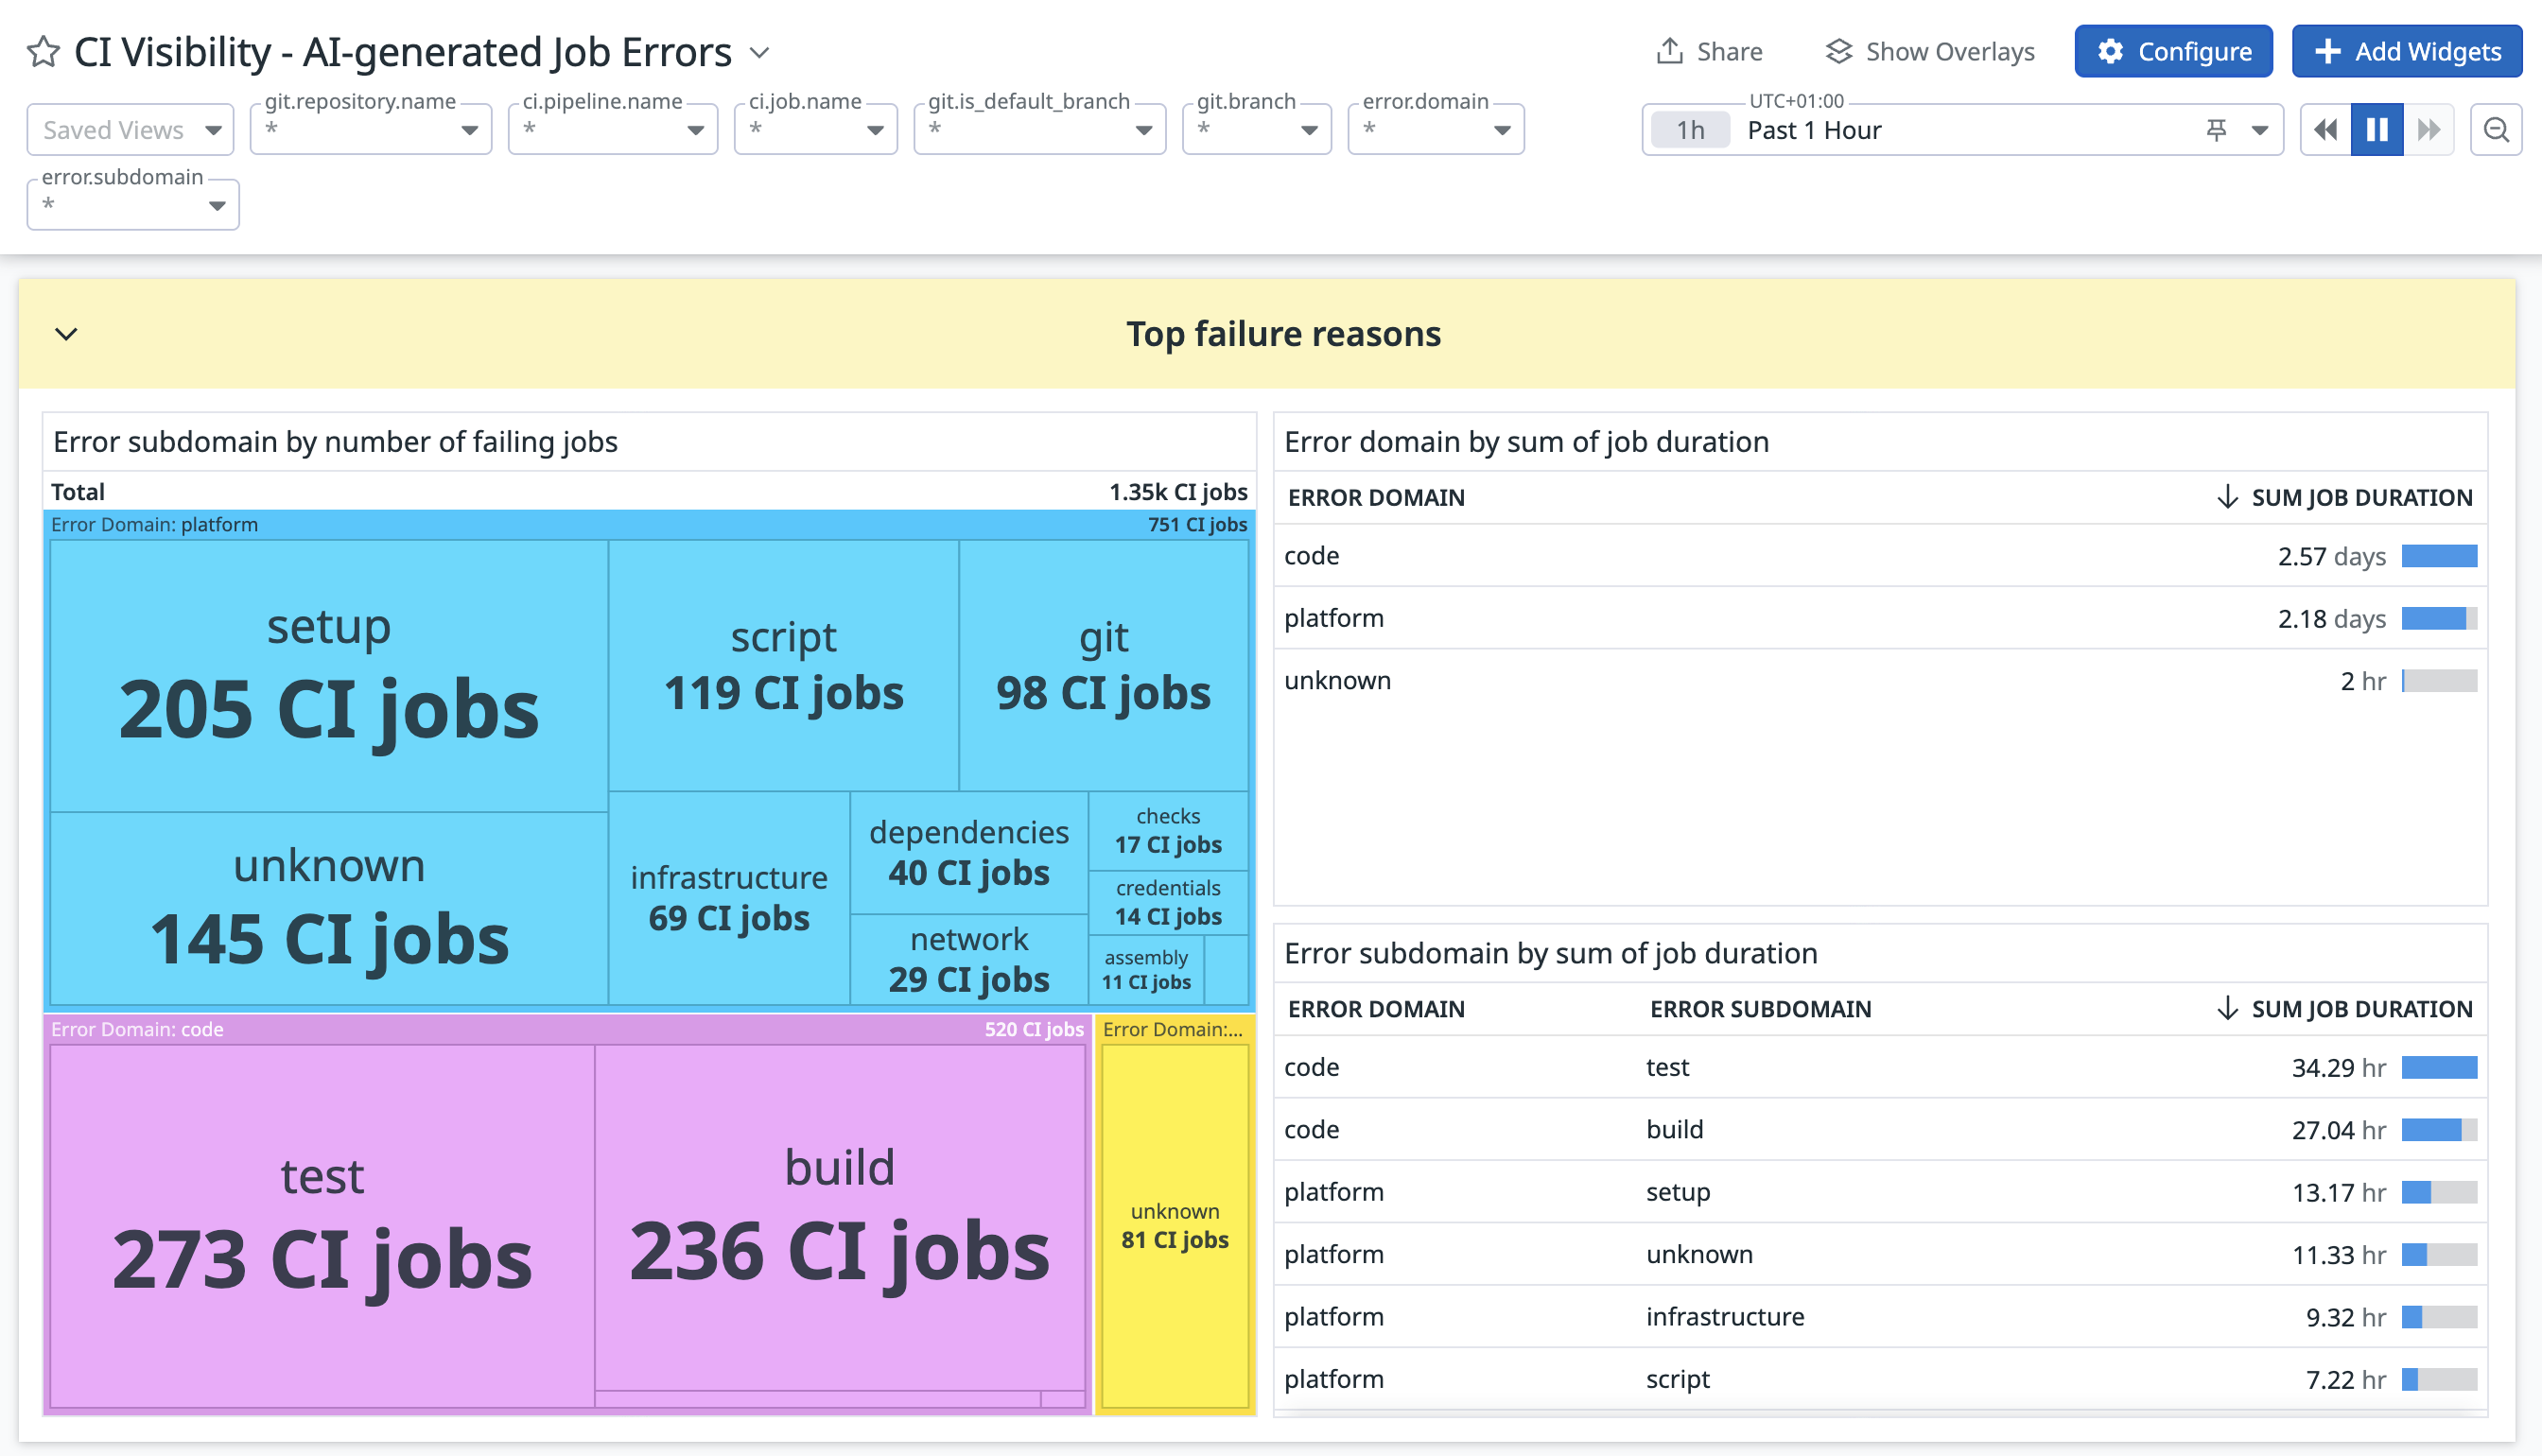 CI Visibility - AI-generated Job Errors
Share
Show Overlays
Configure
Add Widgets
Saved Views
git.repository.name
*
ci.pipeline.name
*
ci.job.name
*
git.is_default_branch
*
git.branch
*
error.domain
*
UTC+01:00
1h Past 1 Hour
error.subdomain
*
Top failure reasons
Error subdomain by number of failing jobs
Total 1.35k CI jobs
Error Domain: platform 751 CI jobs
setup
205 CI jobs
script
119 CI jobs
git
98 CI jobs
unknown
145 CI jobs
infrastructure
69 CI jobs
dependencies
40 CI jobs
network
29 CI jobs
checks
17 CI jobs
credentials
14 CI jobs
assembly
11 CI jobs
Error Domain: code 520 CI jobs
test
273 CI jobs
build
236 CI jobs
Error Domain:...
unknown
81 CI jobs
Error domain by sum of job duration
ERROR DOMAIN SUM JOB DURATION
code 2.57 days
platform 2.18 days
unknown 2 hr
Error subdomain by sum of job duration
ERROR DOMAIN ERROR SUBDOMAIN SUM JOB DURATION
code test 34.29 hr
code build 27.04 hr
platform setup 13.17 hr
platform unknown 11.33 hr
platform infrastructure 9.32 hr
platform script 7.22 hr